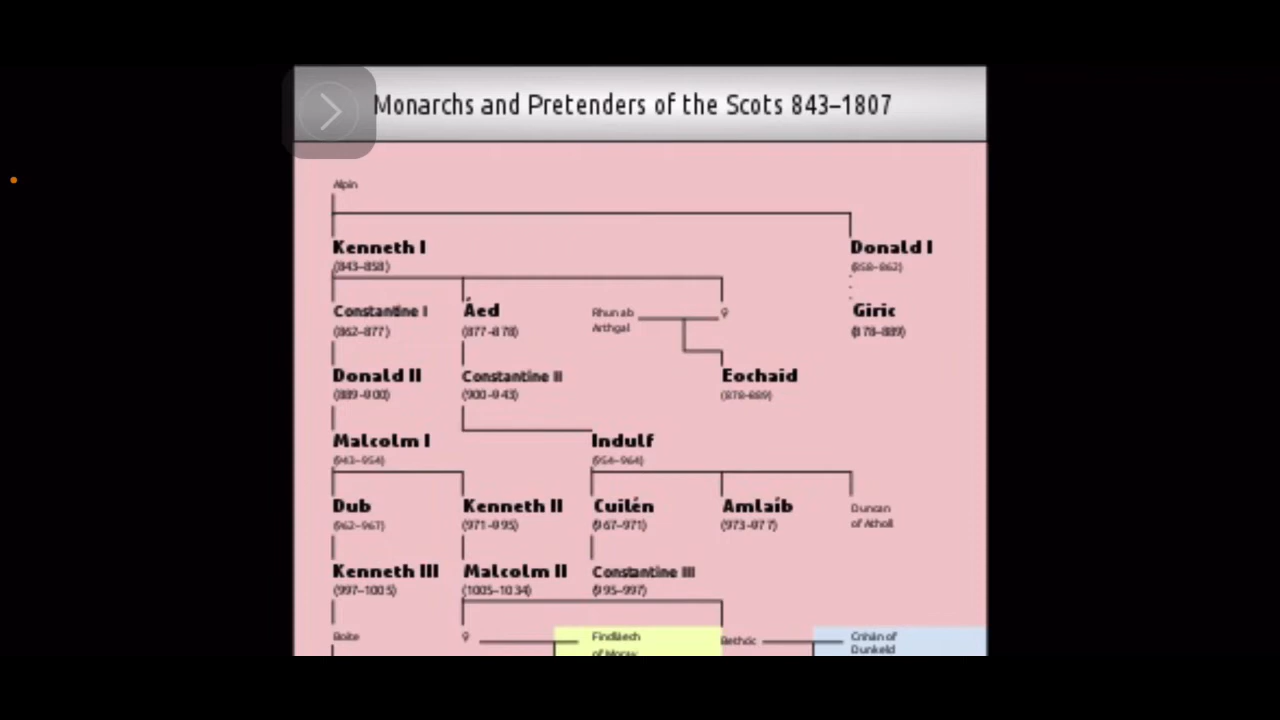 Monarchs and Pretenders of the Scots 843–1807
Alpin
Kenneth I
Donald I
(843–858)
(858–862)
Constantine I
Áed
Rhun ab
Arthgal
♀
Giric
(862–877)
(877–878)
(878–889)
Donald II
Constantine II
Eochaid
(889–900)
(900–943)
(878–889)
Malcolm I
Indulf
(943–954)
(954–964)
Dub
Kenneth II
Cuilén
Amlaíb
Duncan
of Atholl
(962–967)
(971–995)
(967–971)
(973–977)
Kenneth III
Malcolm II
Constantine III
(997–1005)
(1005–1034)
(995–997)
Boite
♀
Findláech
of Moray
Bethóc
Crínán of
Dunkeld